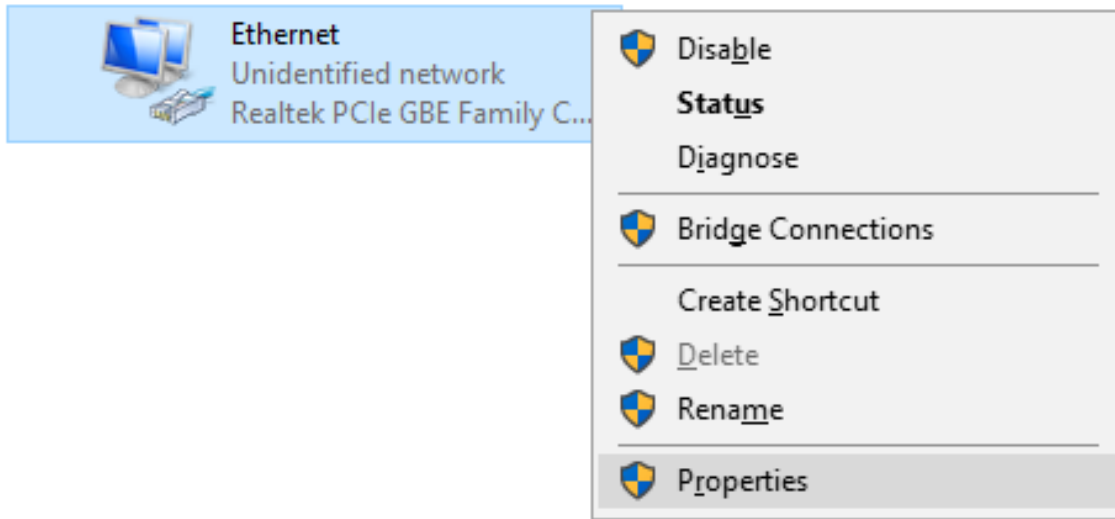 Ethernet
Unidentified network
Realtek PCIe GBE Family C...
Disable
Status
Diagnose
Bridge Connections
Create Shortcut
Delete
Rename
Properties